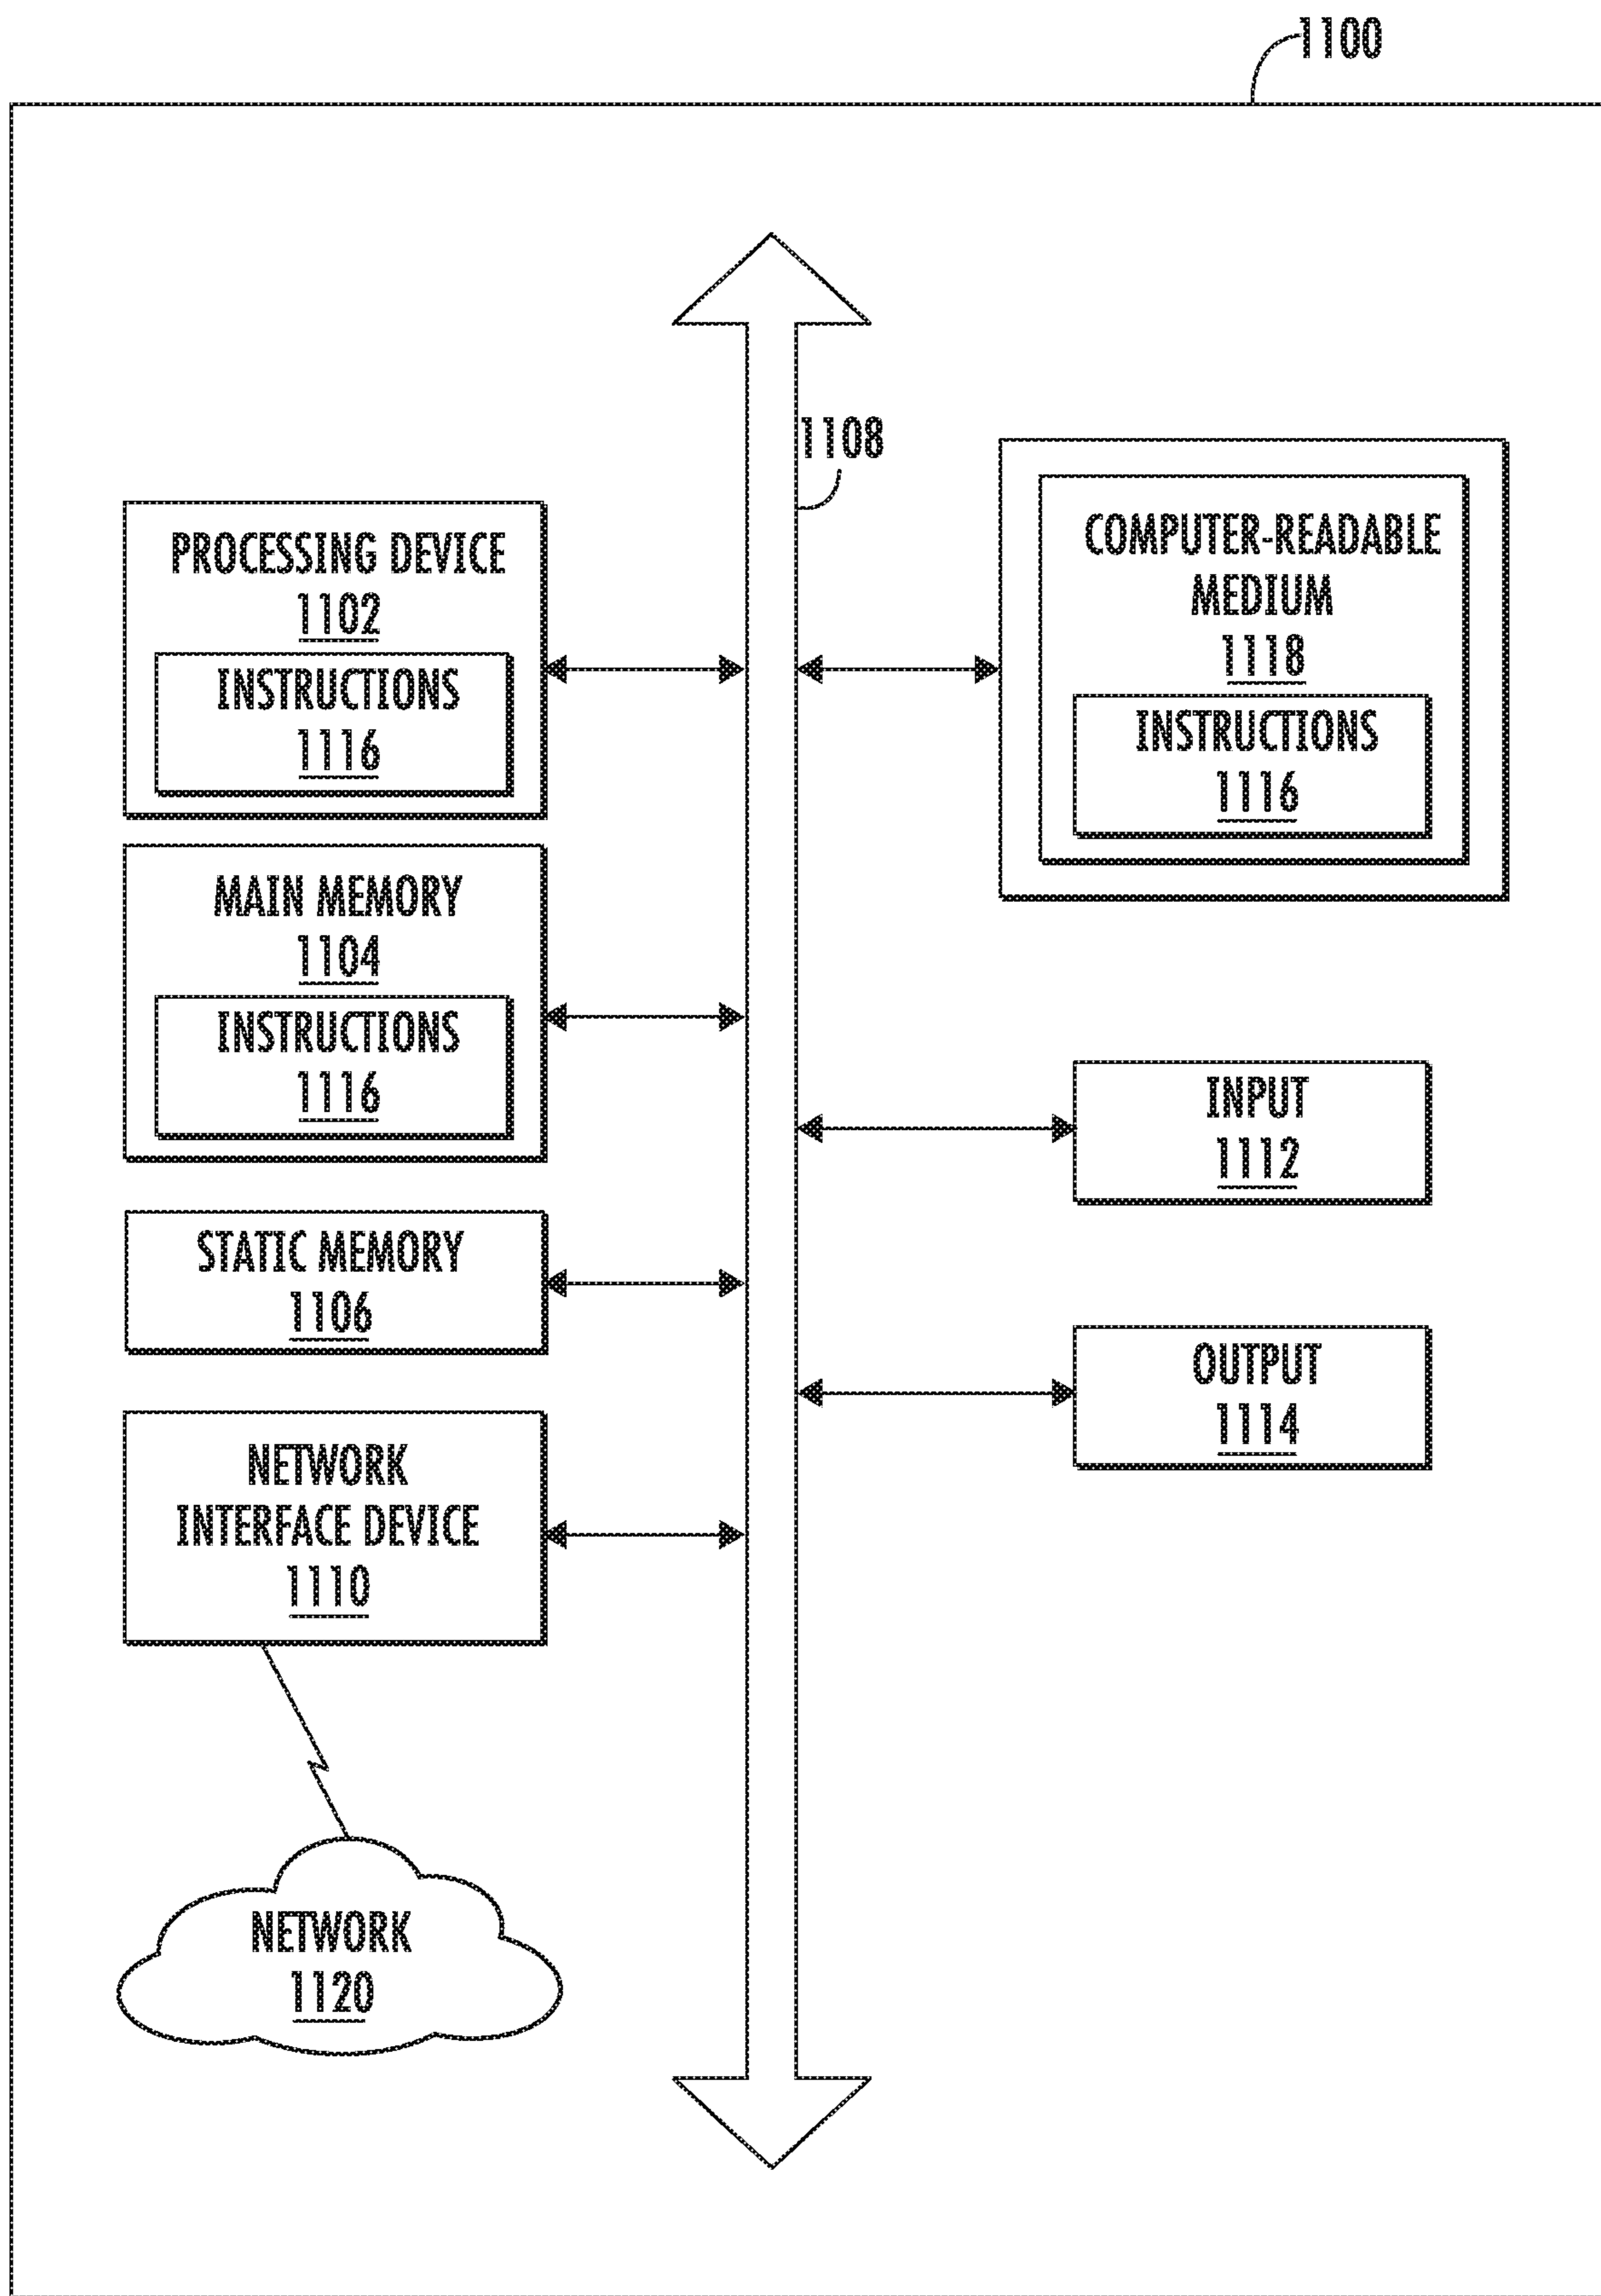 1100
1108
PROCESSING DEVICE
1102
INSTRUCTIONS
1116
MAIN MEMORY
1104
INSTRUCTIONS
1116
STATIC MEMORY
1106
NETWORK
INTERFACE DEVICE
1110
NETWORK
1120
COMPUTER-READABLE
MEDIUM
1118
INSTRUCTIONS
1116
INPUT
1112
OUTPUT
1114